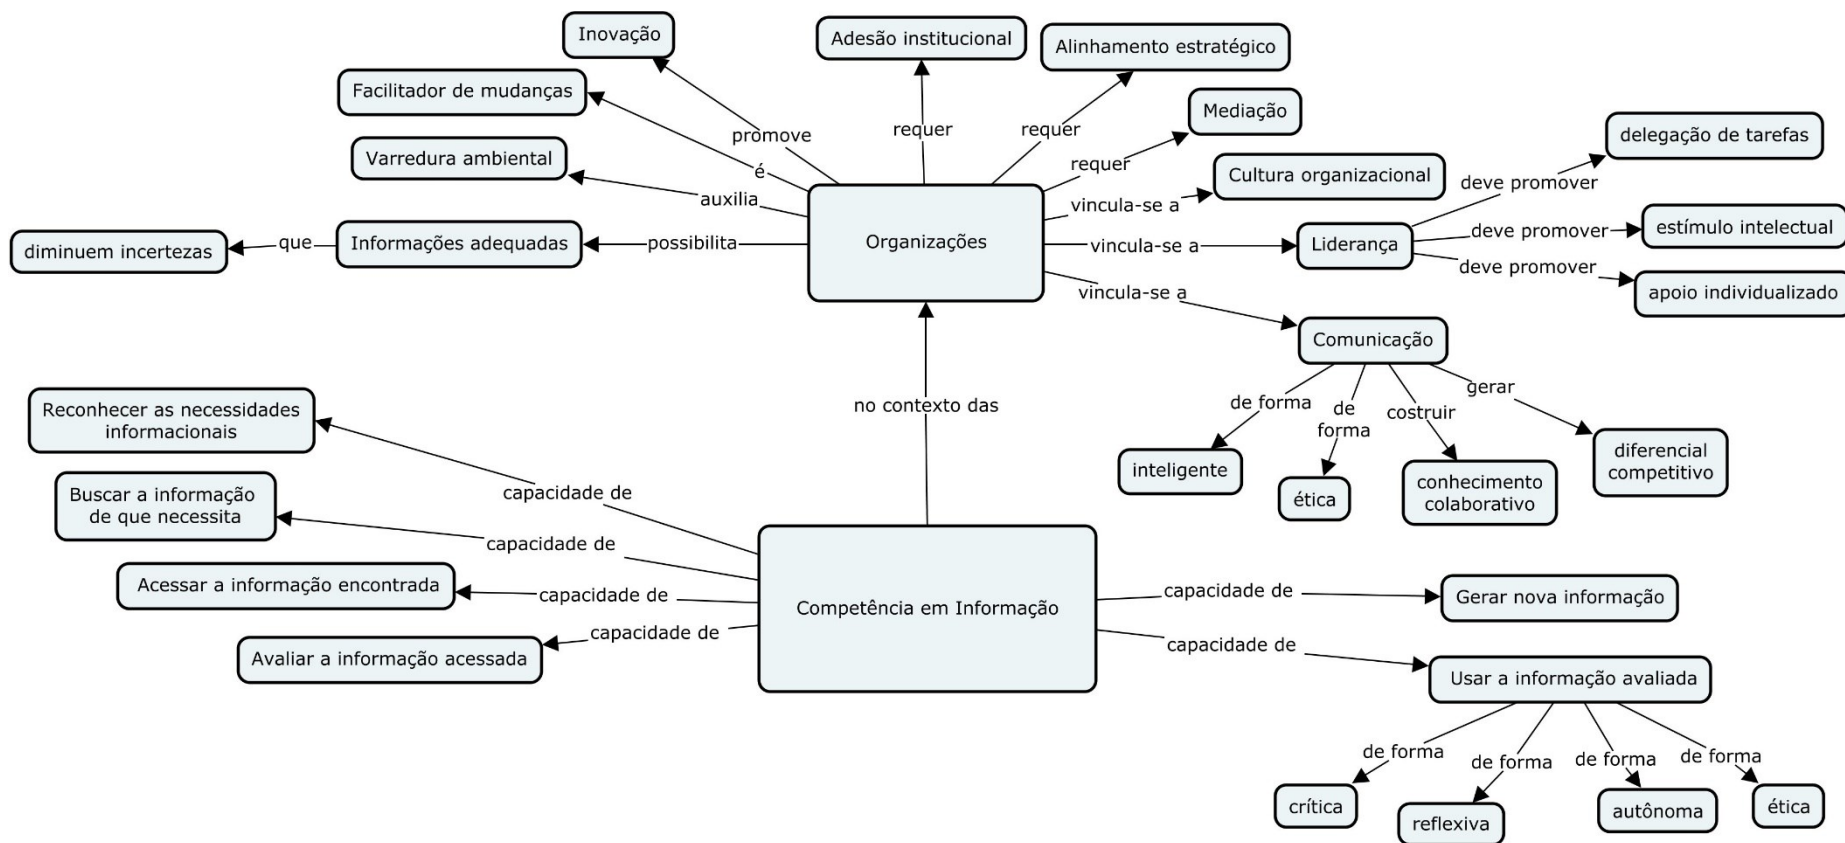 Inovação
Adesão institucional
Alinhamento estratégico
Facilitador de mudanças
Mediação
delegação de tarefas
promove
requer
requer
Varredura ambiental
é
requer
Cultura organizacional
deve promover
auxilia
vincula-se a
diminuem incertezas
que
Informações adequadas
possibilita
Organizações
vincula-se a
Liderança
deve promover
estímulo intelectual
deve promover
apoio individualizado
vincula-se a
Comunicação
Reconhecer as necessidades
informacionais
no contexto das
de forma
de
forma
costruir
gerar
inteligente
ética
conhecimento
colaborativo
diferencial
competitivo
Buscar a informação
de que necessita
capacidade de
capacidade de
Acessar a informação encontrada
capacidade de
Competência em Informação
capacidade de
Gerar nova informação
Avaliar a informação acessada
capacidade de
capacidade de
Usar a informação avaliada
de forma
de forma
de forma
de forma
crítica
reflexiva
autônoma
ética